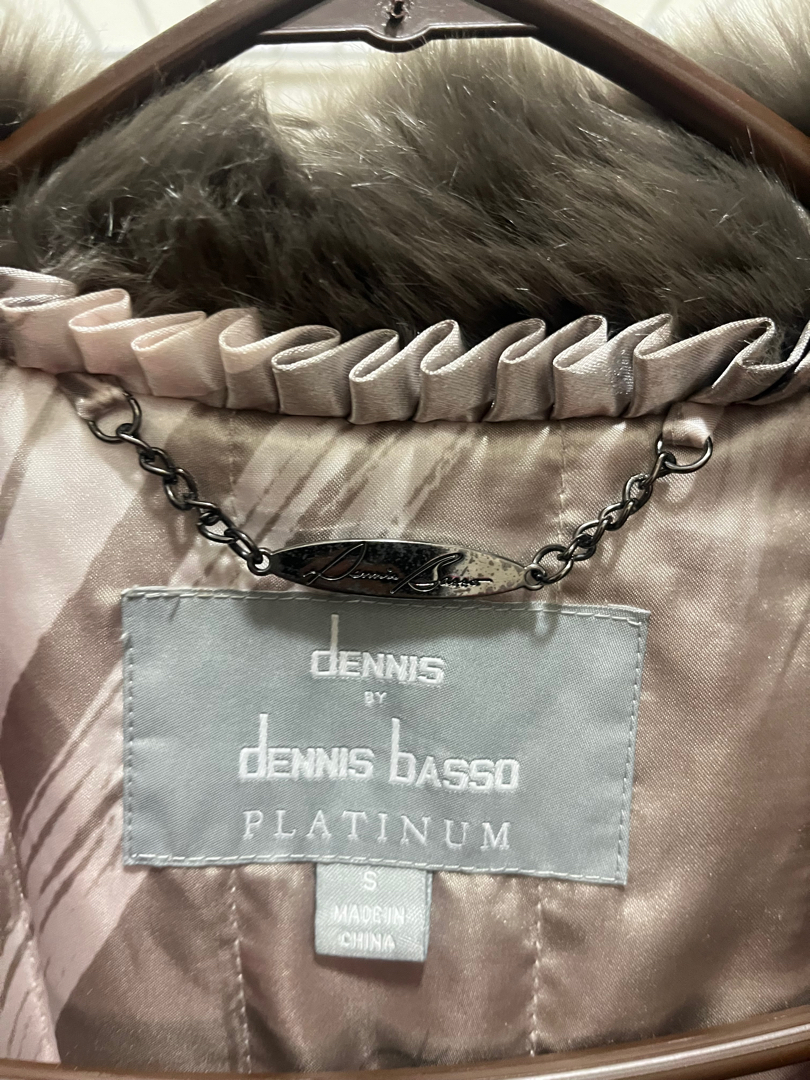 Dennis Basso
dENNIS
BY
dENNIS bASSO
PLATINUM
S
MADE IN
CHINA